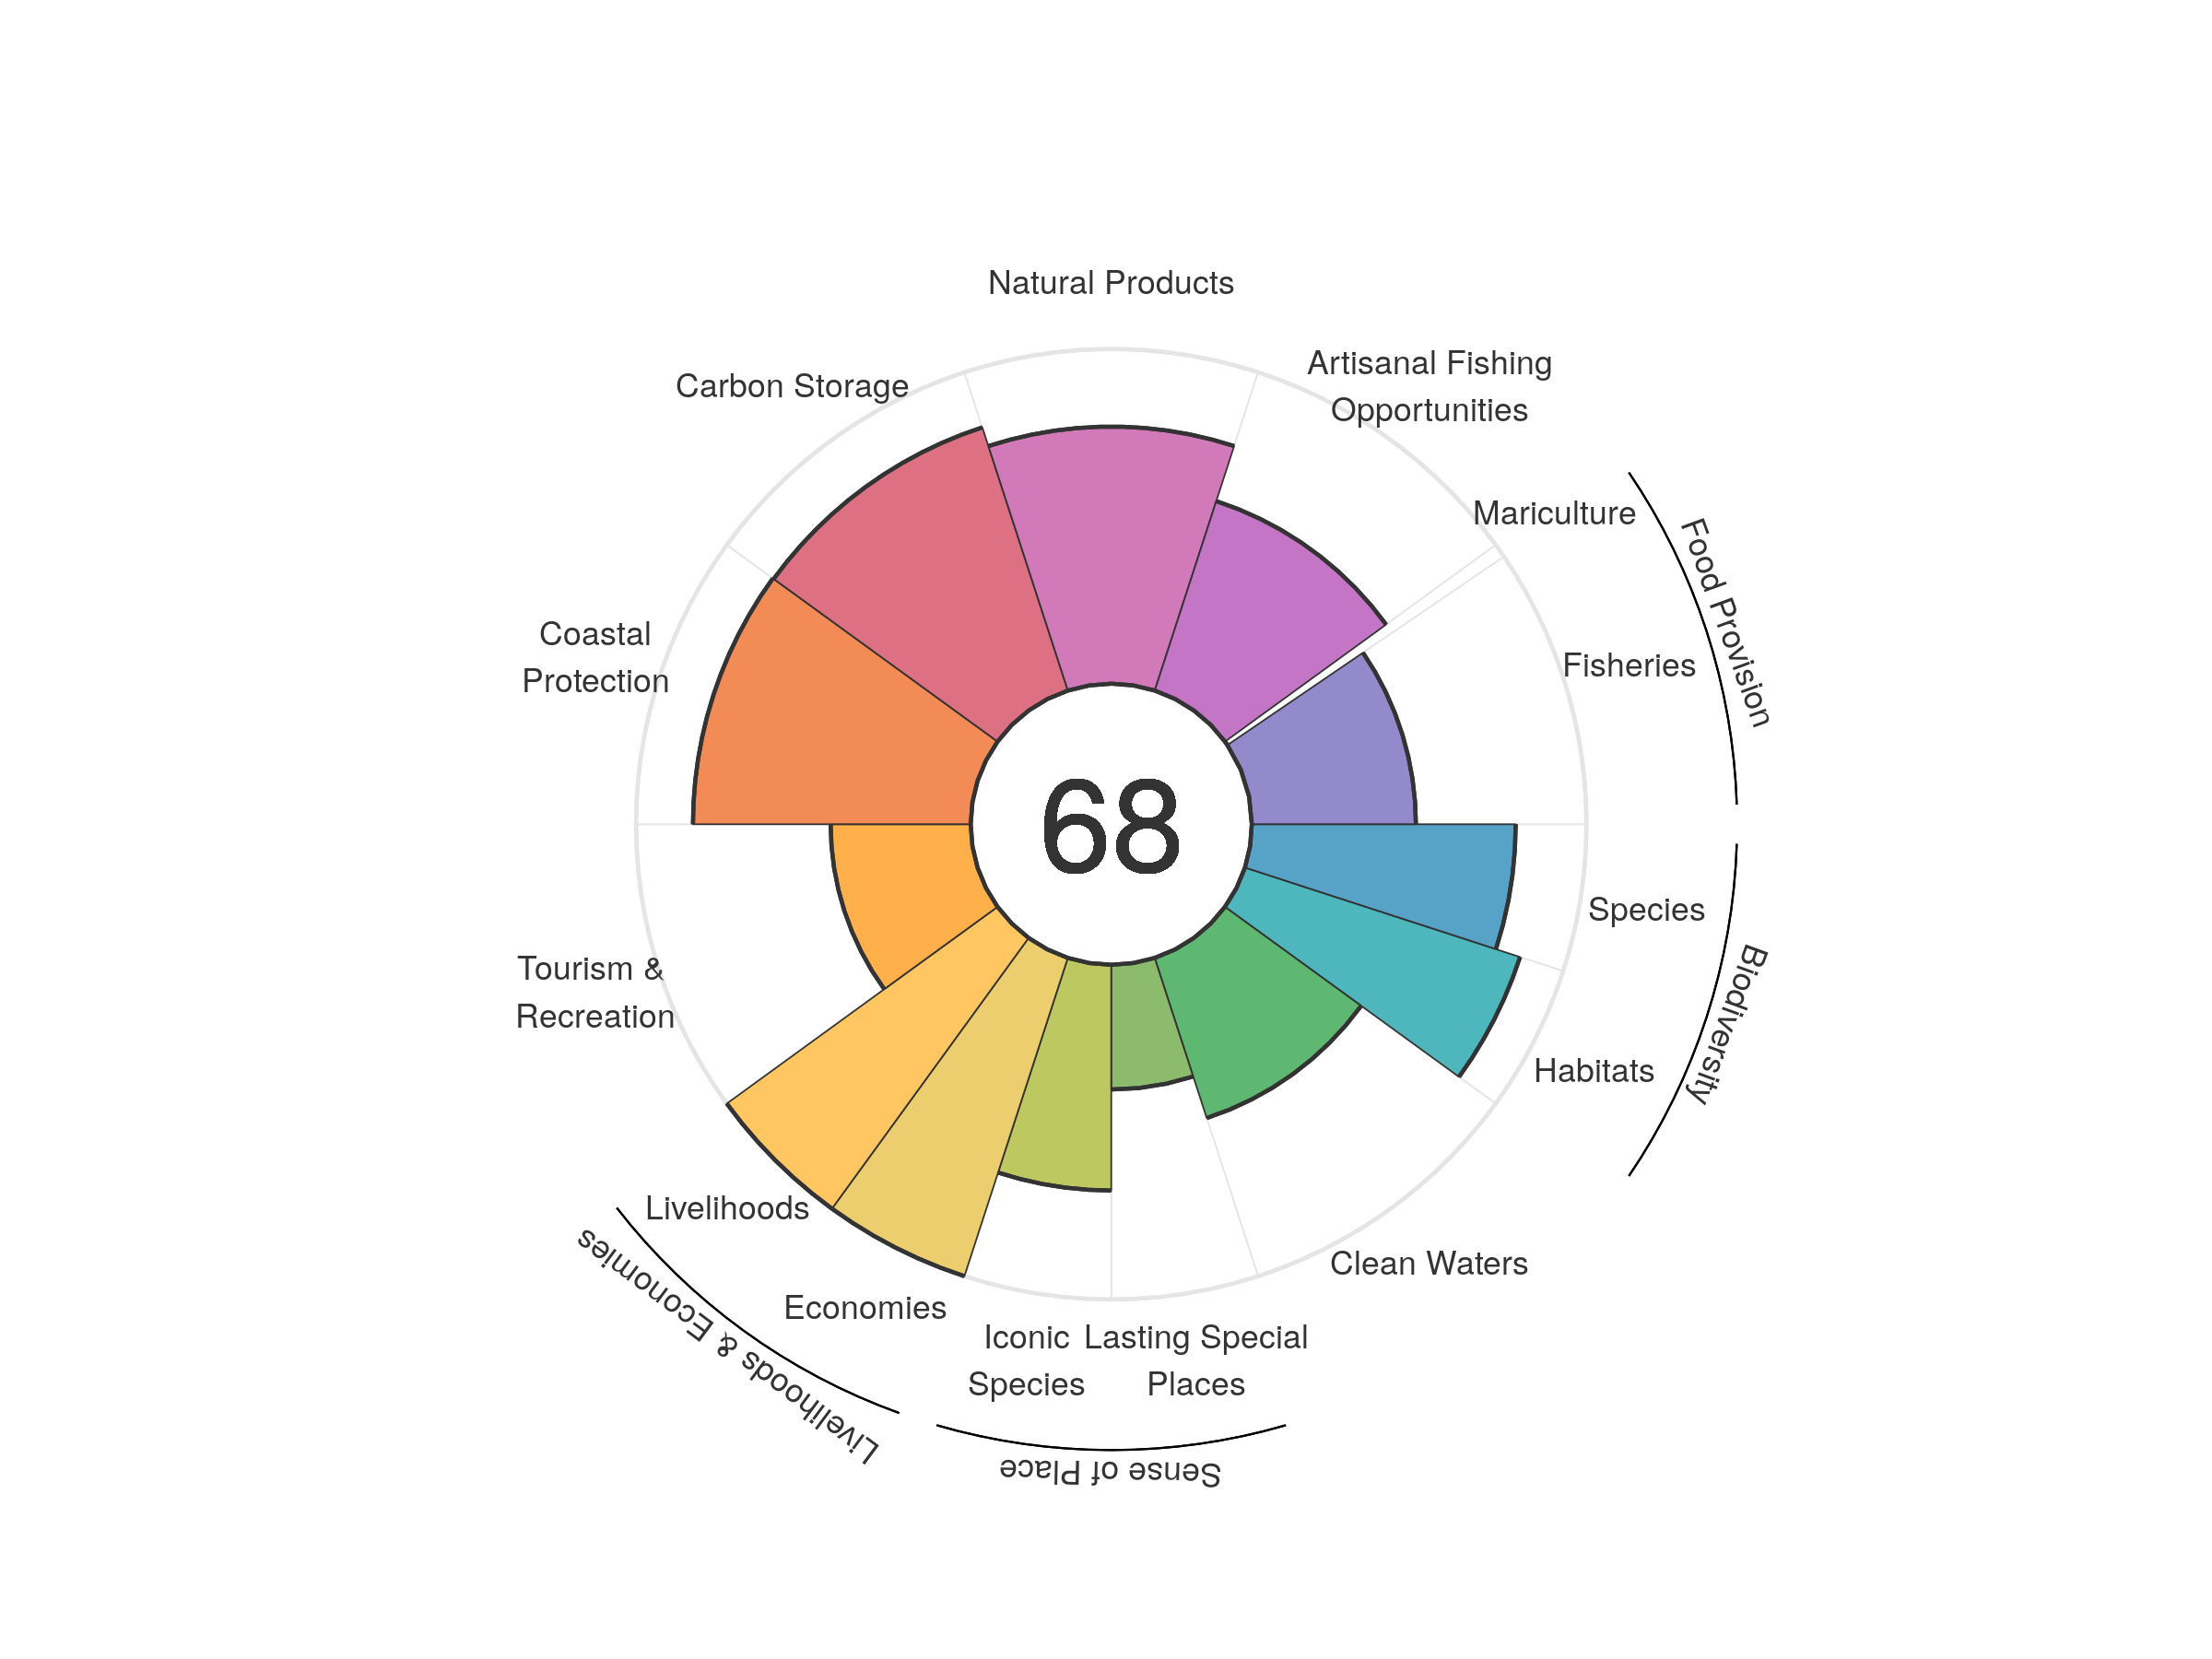 Natural Products
Artisanal Fishing
Opportunities
Carbon Storage
Mariculture
Food Provision
Coastal
Protection
Fisheries
68
Species
Biodiversity
Tourism &
Recreation
Habitats
Livelihoods
Livelihoods & Economies
Clean Waters
Economies
Iconic
Species
Lasting Special
Places
Sense of Place